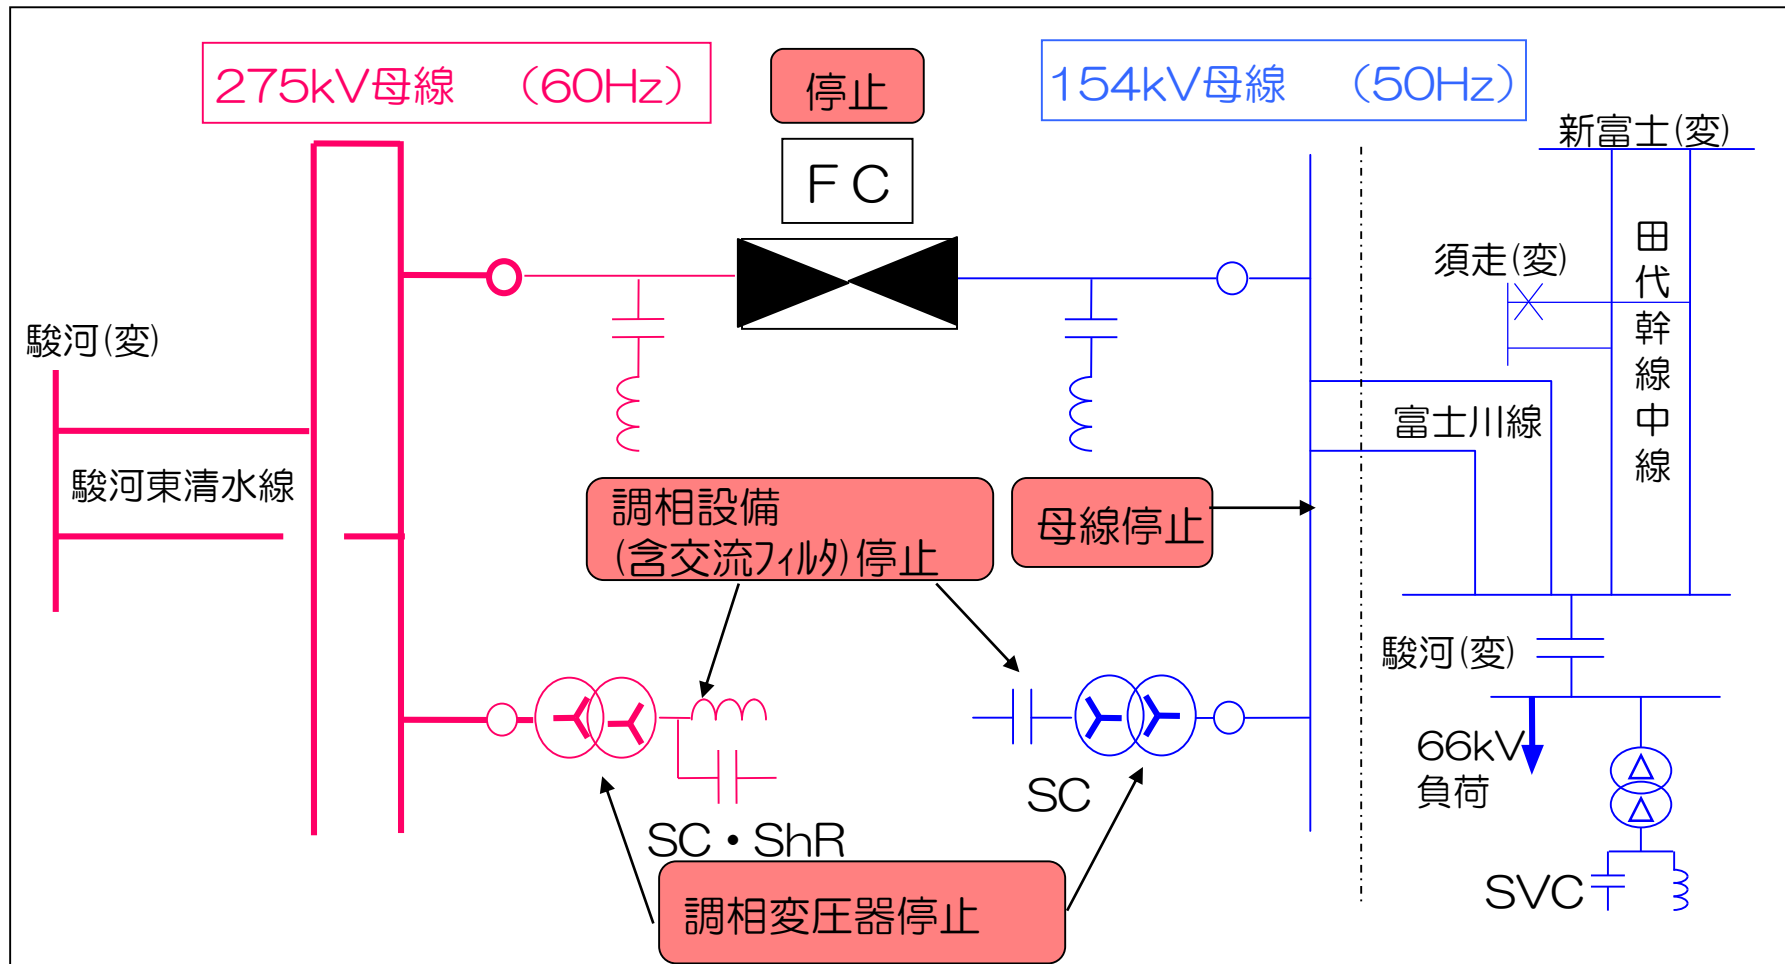 275kV母線 (60Hz)
停止
154kV母線 (50Hz)
FC
新富士(変)
須走(変)
田代幹線中線
駿河(変)
富士川線
駿河東清水線
調相設備
(含交流フィルタ)停止
母線停止
駿河(変)
66kV
負荷
SC
SC・ShR
SVC
調相変圧器停止